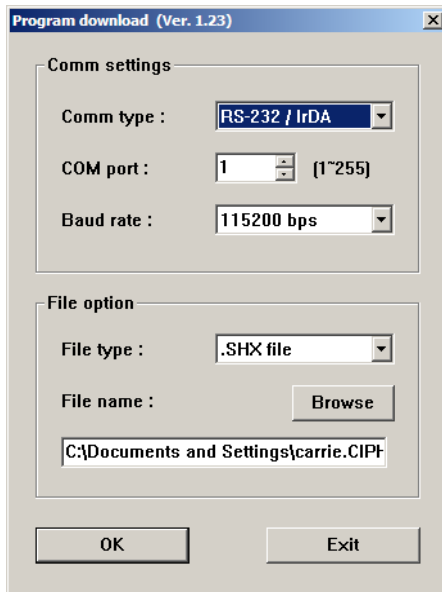 Program download (Ver. 1.23)
Comm settings
Comm type : RS-232 / IrDA
COM port : 1 (1~255)
Baud rate : 115200 bps
File option
File type : .SHX file
File name : Browse
C:\Documents and Settings\carrie.CIPH
OK Exit